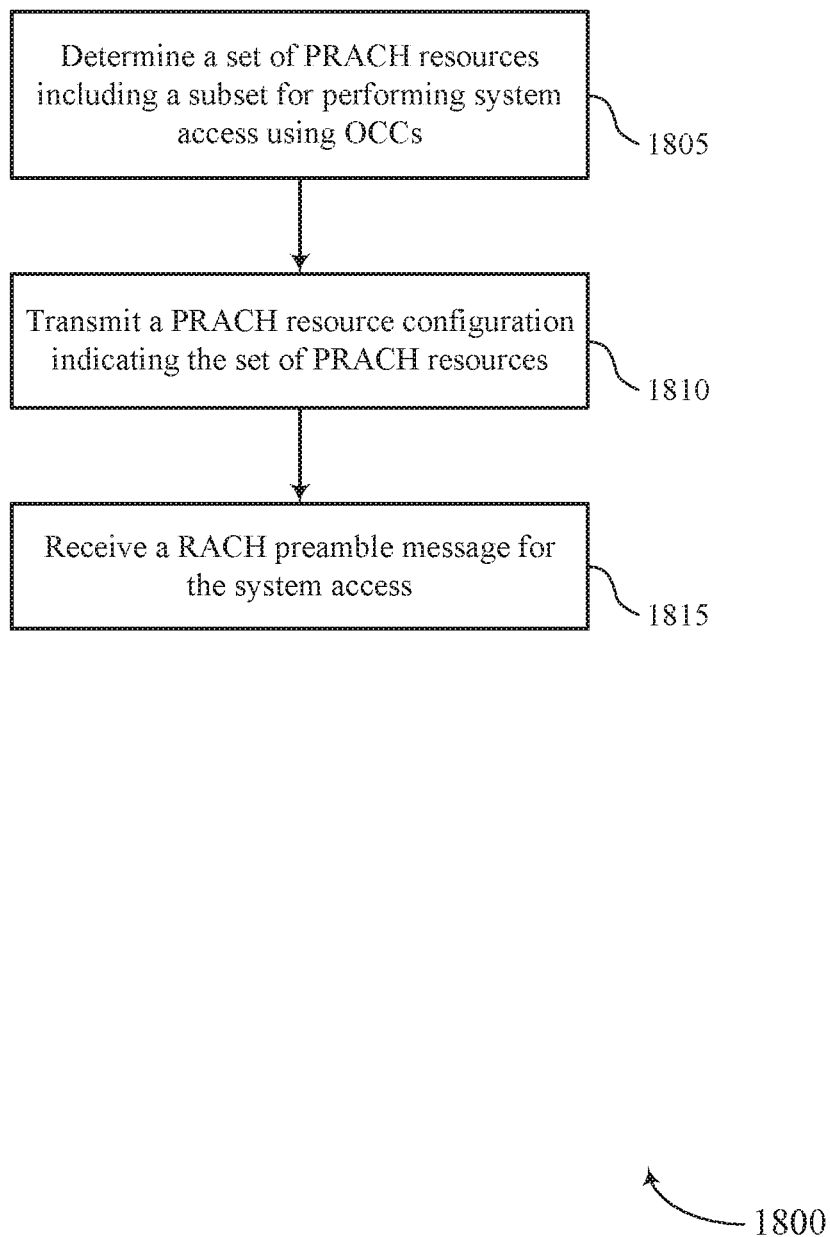 Determine a set of PRACH resources
including a subset for performing system
access using OCCs
1805
Transmit a PRACH resource configuration
indicating the set of PRACH resources
1810
Receive a RACH preamble message for
the system access
1815
1800